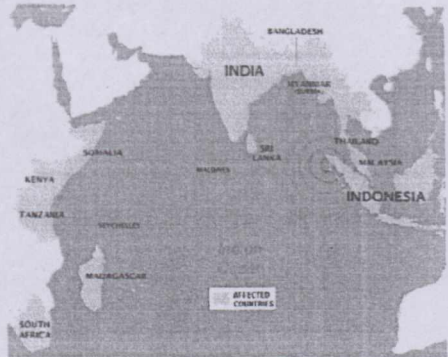 BANGLADESH
INDIA
MYANMAR
(BURMA)
THAILAND
SRI
LANKA
SOMALIA
MALDIVES
MALAYSIA
KENYA
INDONESIA
TANZANIA
SEYCHELLES
MADAGASCAR
AFFECTED
COUNTRIES
SOUTH
AFRICA